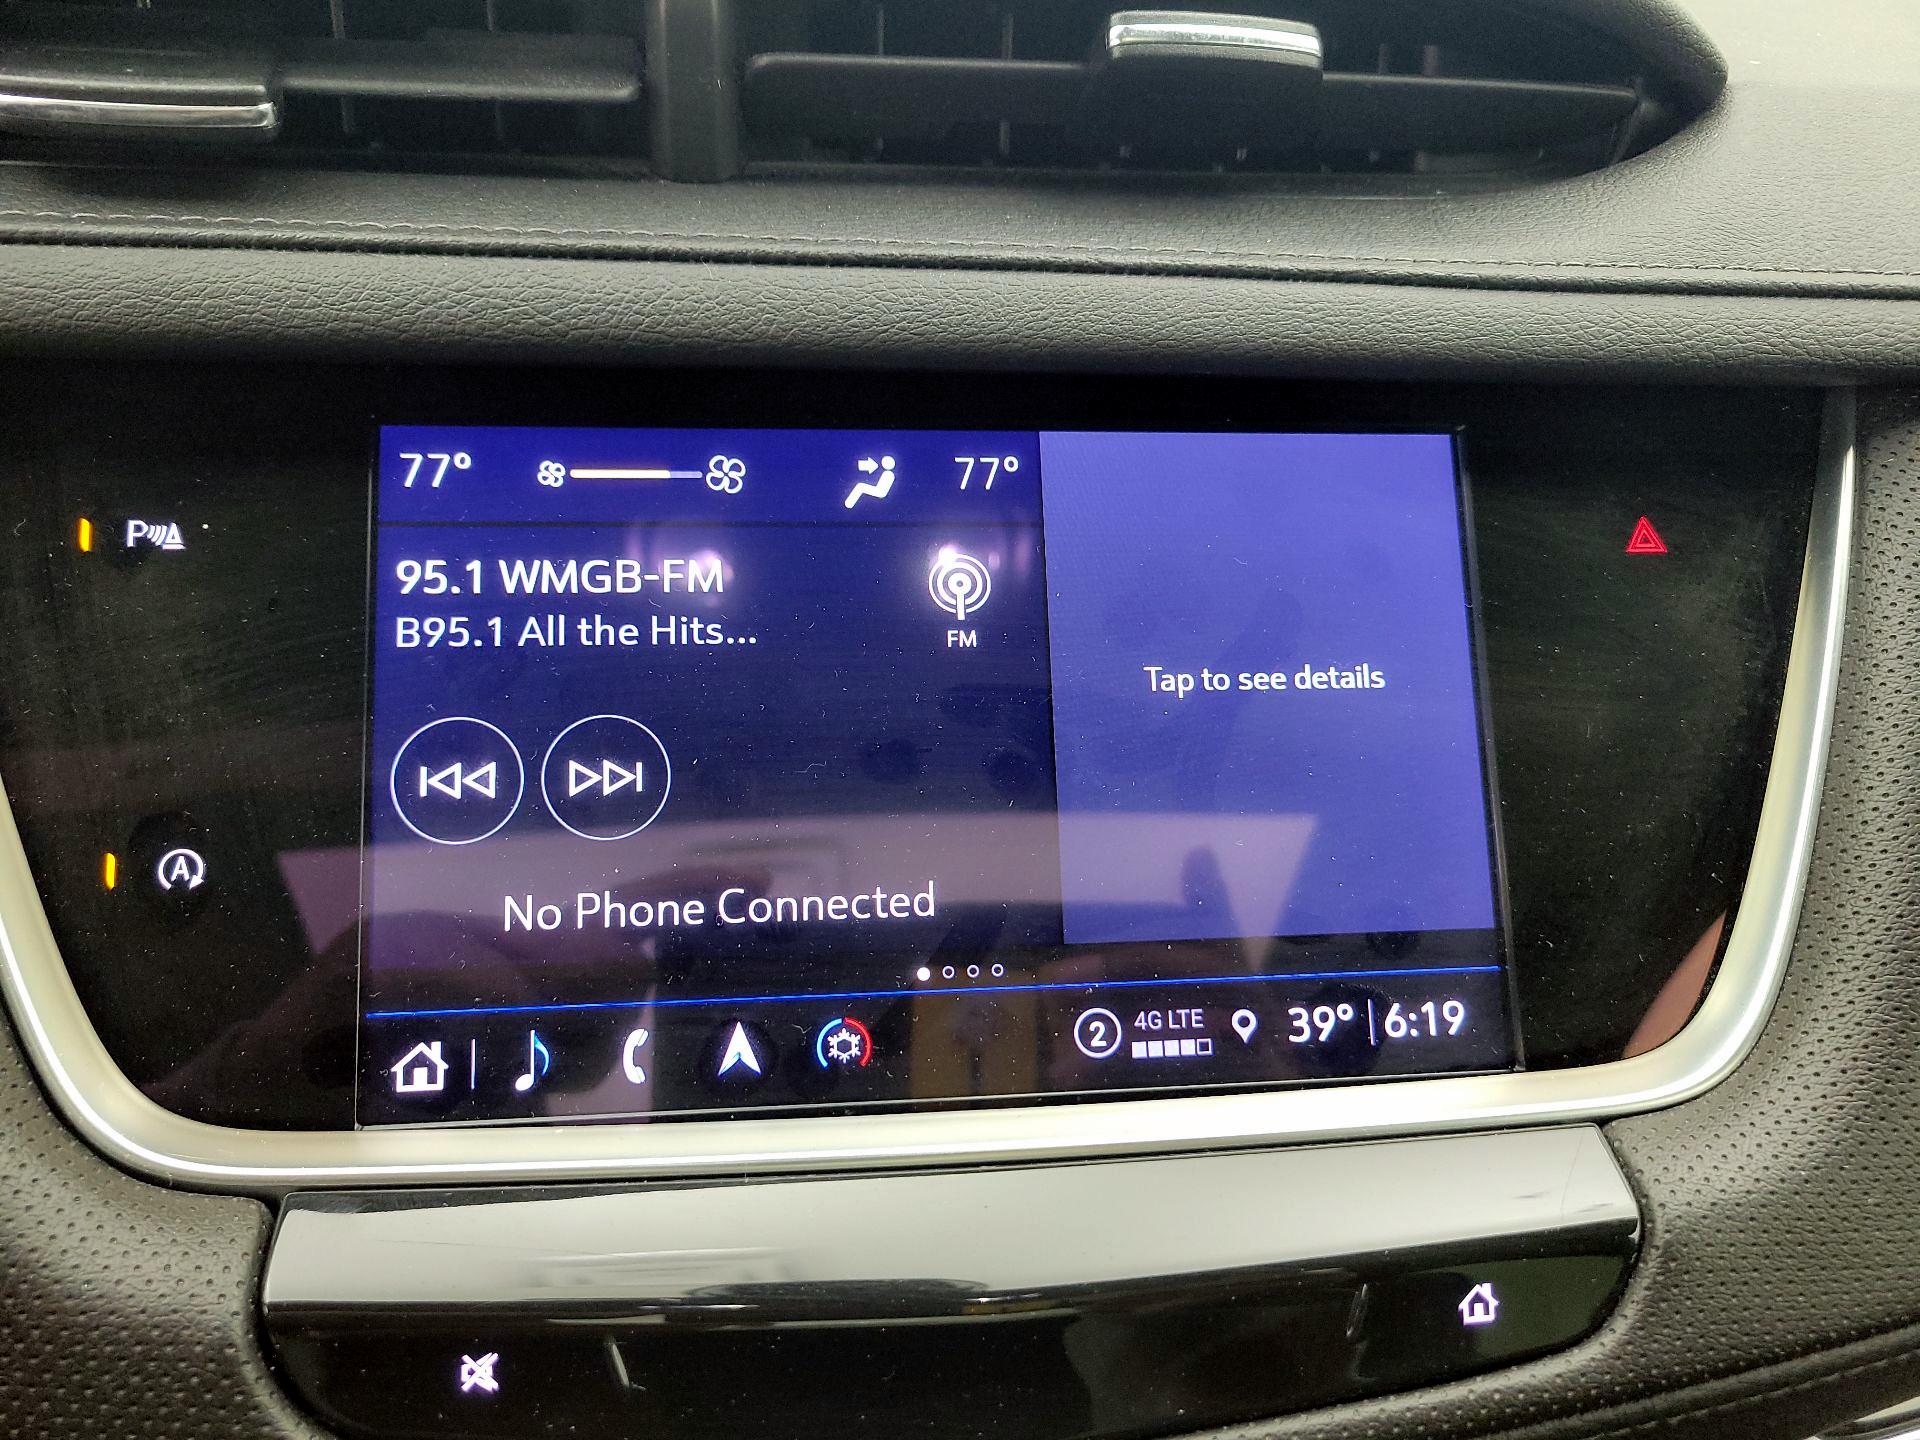 77° 77°
95.1 WMGB-FM
B95.1 All the Hits...
FM
Tap to see details
P
A
No Phone Connected
2 4G LTE 39° 6:19